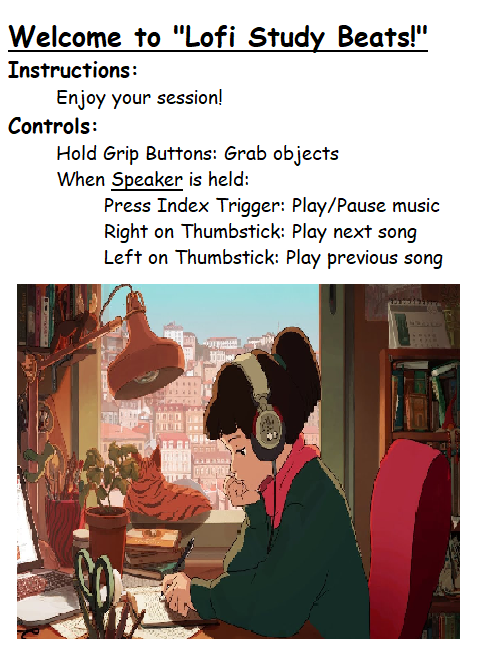 Welcome to "Lofi Study Beats!"
Instructions:
Enjoy your session!
Controls:
Hold Grip Buttons: Grab objects
When Speaker is held:
Press Index Trigger: Play/Pause music
Right on Thumbstick: Play next song
Left on Thumbstick: Play previous song